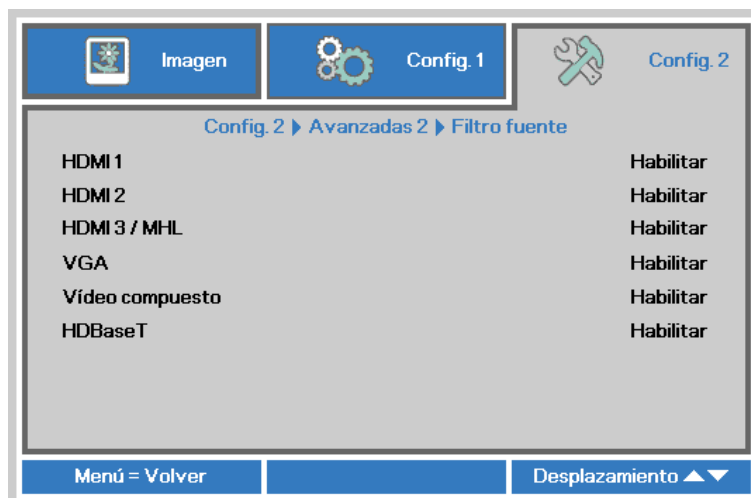 Imagen Config. 1 Config. 2
Config. 2 ▶ Avanzadas 2 ▶ Filtro fuente
HDMI 1 Habilitar
HDMI 2 Habilitar
HDMI 3 / MHL Habilitar
VGA Habilitar
Vídeo compuesto Habilitar
HDBaseT Habilitar
Menú = Volver Desplazamiento ▲▼